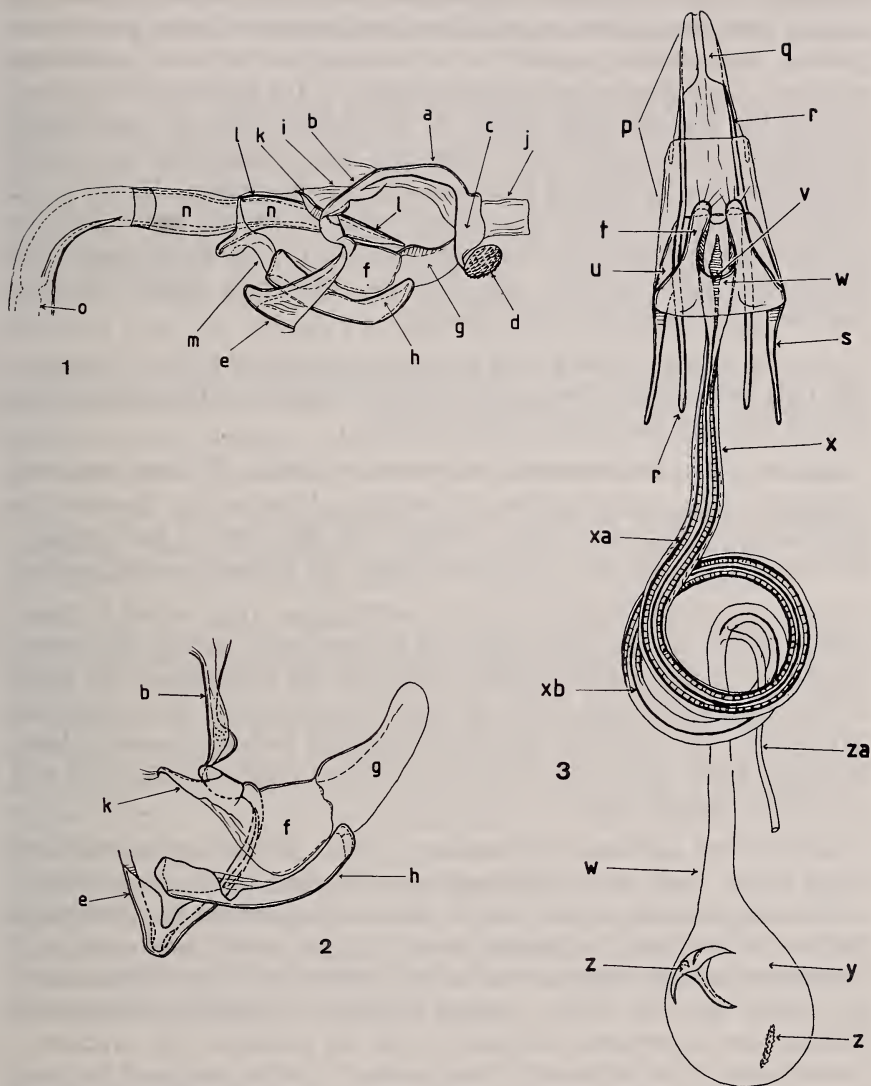 l k i b a c j
n n l f
o m e h g d
1
b
k f g
e h
2
p q
r
t v
u w
s
r x
xa
xb
3 za
w
z y
z